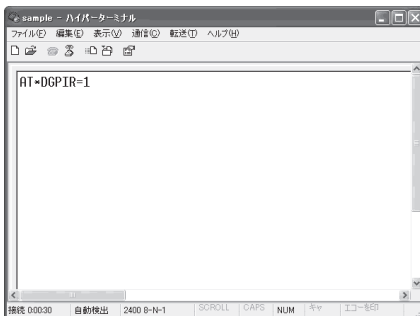 sample - ハイパーターミナル
ファイル(F) 編集(E) 表示(V) 通信(C) 転送(T) ヘルプ(H)
AT*DGPIR=1
接続 0:00:30 自動検出 2400 8-N-1 SCROLL CAPS NUM キャ エコーを印